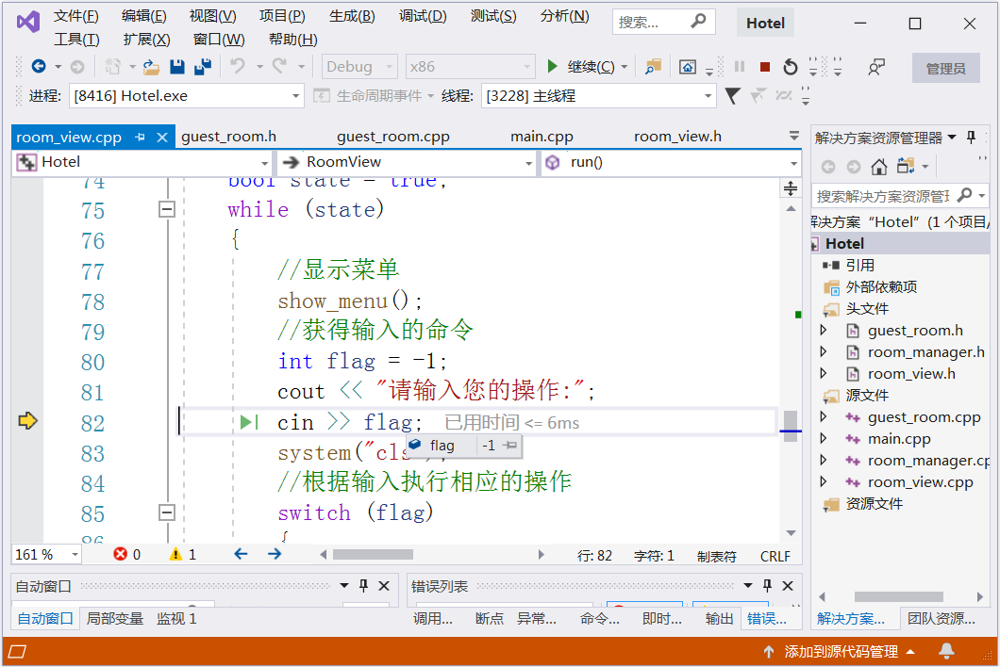 文件(F) 编辑(E) 视图(V) 项目(P) 生成(B) 调试(D) 测试(S) 分析(N) 搜索... Hotel
工具(T) 扩展(X) 窗口(W) 帮助(H)
Debug x86 继续(C) 管理员
进程: [8416] Hotel.exe 生命周期事件 线程: [3228] 主线程
room_view.cpp guest_room.h guest_room.cpp main.cpp room_view.h
Hotel RoomView run()
74 bool state = true;
75 while (state)
76 {
77 //显示菜单
78 show_menu();
79 //获得输入的命令
80 int flag = -1;
81 cout << "请输入您的操作:";
82 cin >> flag; 已用时间 <= 6ms
flag -1
83 system("cls");
84 //根据输入执行相应的操作
85 switch (flag)
86 {
161 % 0 1 行: 82 字符: 1 制表符 CRLF
自动窗口
自动窗口 局部变量 监视 1
错误列表
调用... 断点 异常... 命令... 即时... 输出 错误...
解决方案资源管理器
搜索解决方案资源管
解决方案 "Hotel" (1 个项目/
Hotel
引用
外部依赖项
头文件
guest_room.h
room_manager.h
room_view.h
源文件
guest_room.cpp
main.cpp
room_manager.cp
room_view.cpp
资源文件
解决方案... 团队资源...
添加到源代码管理